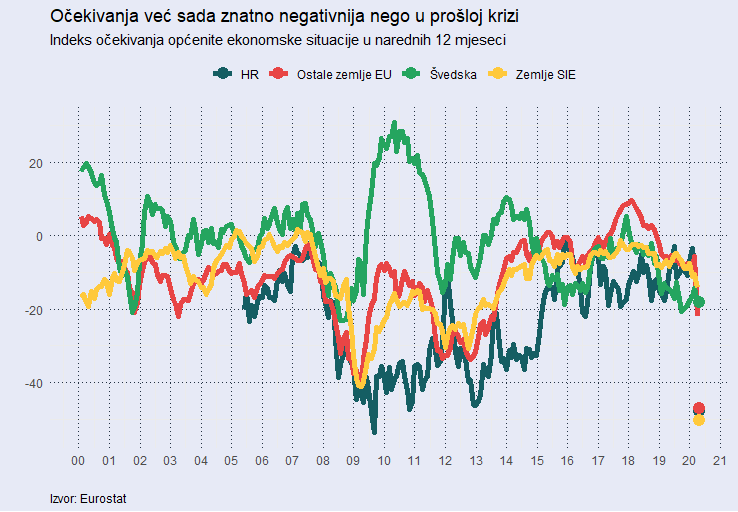 Očekivanja već sada znatno negativnija nego u prošloj krizi
Indeks očekivanja općenite ekonomske situacije u narednih 12 mjeseci
HR Ostale zemlje EU Švedska Zemlje SIE
20
0
-20
-40
00 01 02 03 04 05 06 07 08 09 10 11 12 13 14 15 16 17 18 19 20 21
Izvor: Eurostat